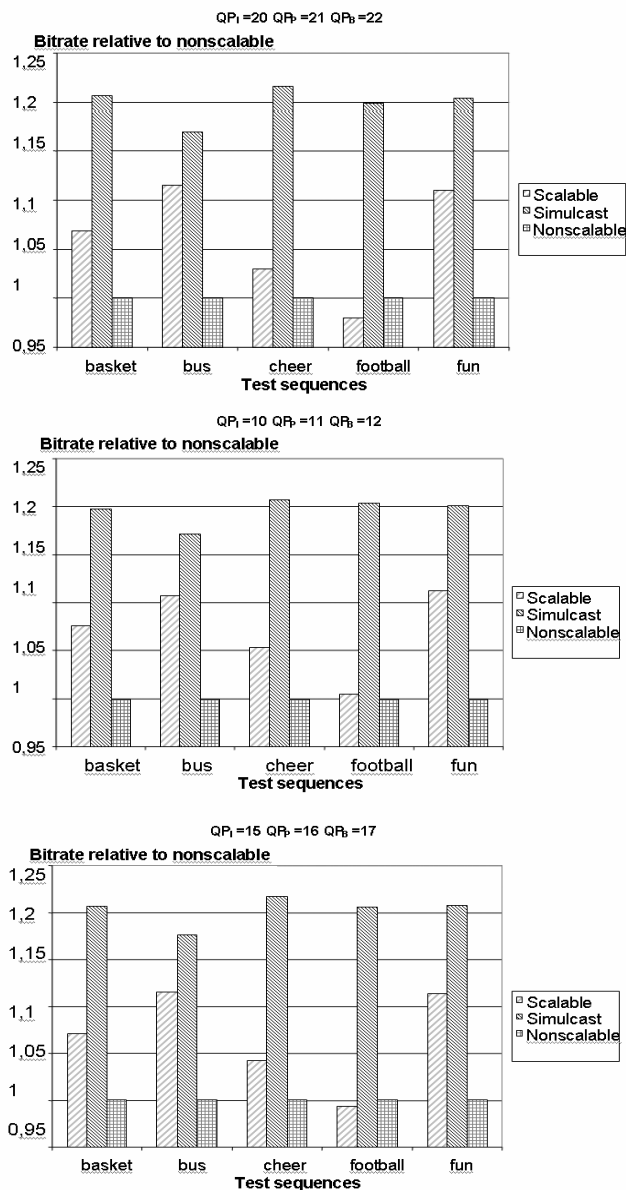 QPI =20 QPP =21 QPB =22
Bitrate relative to nonscalable
1,25
1,2
1,15
1,1
1,05
1
0,95
Scalable
Simulcast
Nonscalable
basket bus cheer football fun
Test sequences
QPI =10 QPP =11 QPB =12
Bitrate relative to nonscalable
1,25
1,2
1,15
1,1
1,05
1
0,95
Scalable
Simulcast
Nonscalable
basket bus cheer football fun
Test sequences
QPI =15 QPP =16 QPB =17
Bitrate relative to nonscalable
1,25
1,2
1,15
1,1
1,05
1
0,95
Scalable
Simulcast
Nonscalable
basket bus cheer football fun
Test sequences